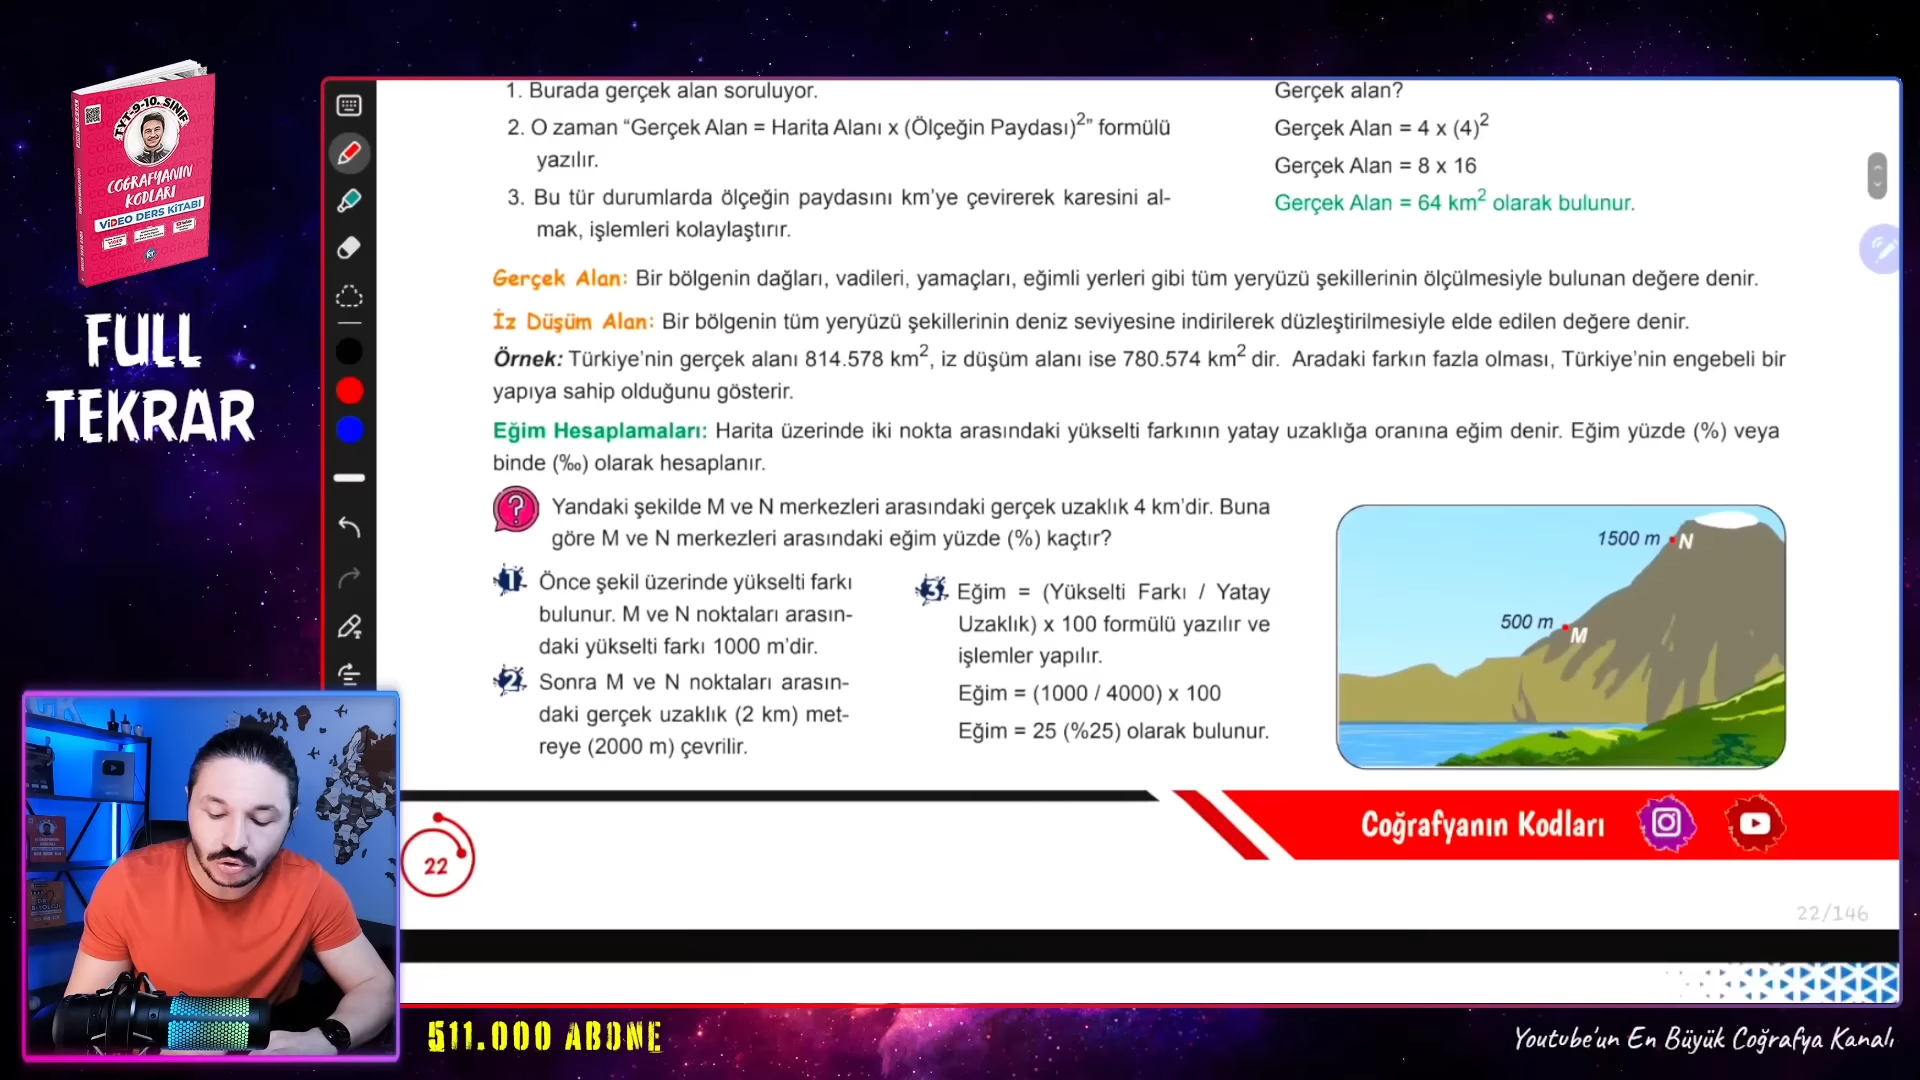 TYT-9-10. SINIF
COĞRAFYANIN
KODLARI
VİDEO DERS KİTABI
FULL
TEKRAR
1. Burada gerçek alan soruluyor.
2. O zaman “Gerçek Alan = Harita Alanı x (Ölçeğin Paydası)²” formülü
yazılır.
3. Bu tür durumlarda ölçeğin paydasını km’ye çevirerek karesini al-
mak, işlemleri kolaylaştırır.
Gerçek alan?
Gerçek Alan = 4 x (4)²
Gerçek Alan = 8 x 16
Gerçek Alan = 64 km² olarak bulunur.
Gerçek Alan: Bir bölgenin dağları, vadileri, yamaçları, eğimli yerleri gibi tüm yeryüzü şekillerinin ölçülmesiyle bulunan değere denir.
İz Düşüm Alan: Bir bölgenin tüm yeryüzü şekillerinin deniz seviyesine indirilerek düzleştirilmesiyle elde edilen değere denir.
Örnek: Türkiye’nin gerçek alanı 814.578 km², iz düşüm alanı ise 780.574 km² dir. Aradaki farkın fazla olması, Türkiye’nin engebeli bir
yapıya sahip olduğunu gösterir.
Eğim Hesaplamaları: Harita üzerinde iki nokta arasındaki yükselti farkının yatay uzaklığa oranına eğim denir. Eğim yüzde (%) veya
binde (‰) olarak hesaplanır.
? Yandaki şekilde M ve N merkezleri arasındaki gerçek uzaklık 4 km’dir. Buna
göre M ve N merkezleri arasındaki eğim yüzde (%) kaçtır?
1 Önce şekil üzerinde yükselti farkı
bulunur. M ve N noktaları arasın-
daki yükselti farkı 1000 m’dir.
2 Sonra M ve N noktaları arasın-
daki gerçek uzaklık (2 km) met-
reye (2000 m) çevrilir.
3 Eğim = (Yükselti Farkı / Yatay
Uzaklık) x 100 formülü yazılır ve
işlemler yapılır.
Eğim = (1000 / 4000) x 100
Eğim = 25 (%25) olarak bulunur.
1500 m N
500 m M
Coğrafyanın Kodları
22
22/146
511.000 ABONE
Youtube'un En Büyük Coğrafya Kanalı